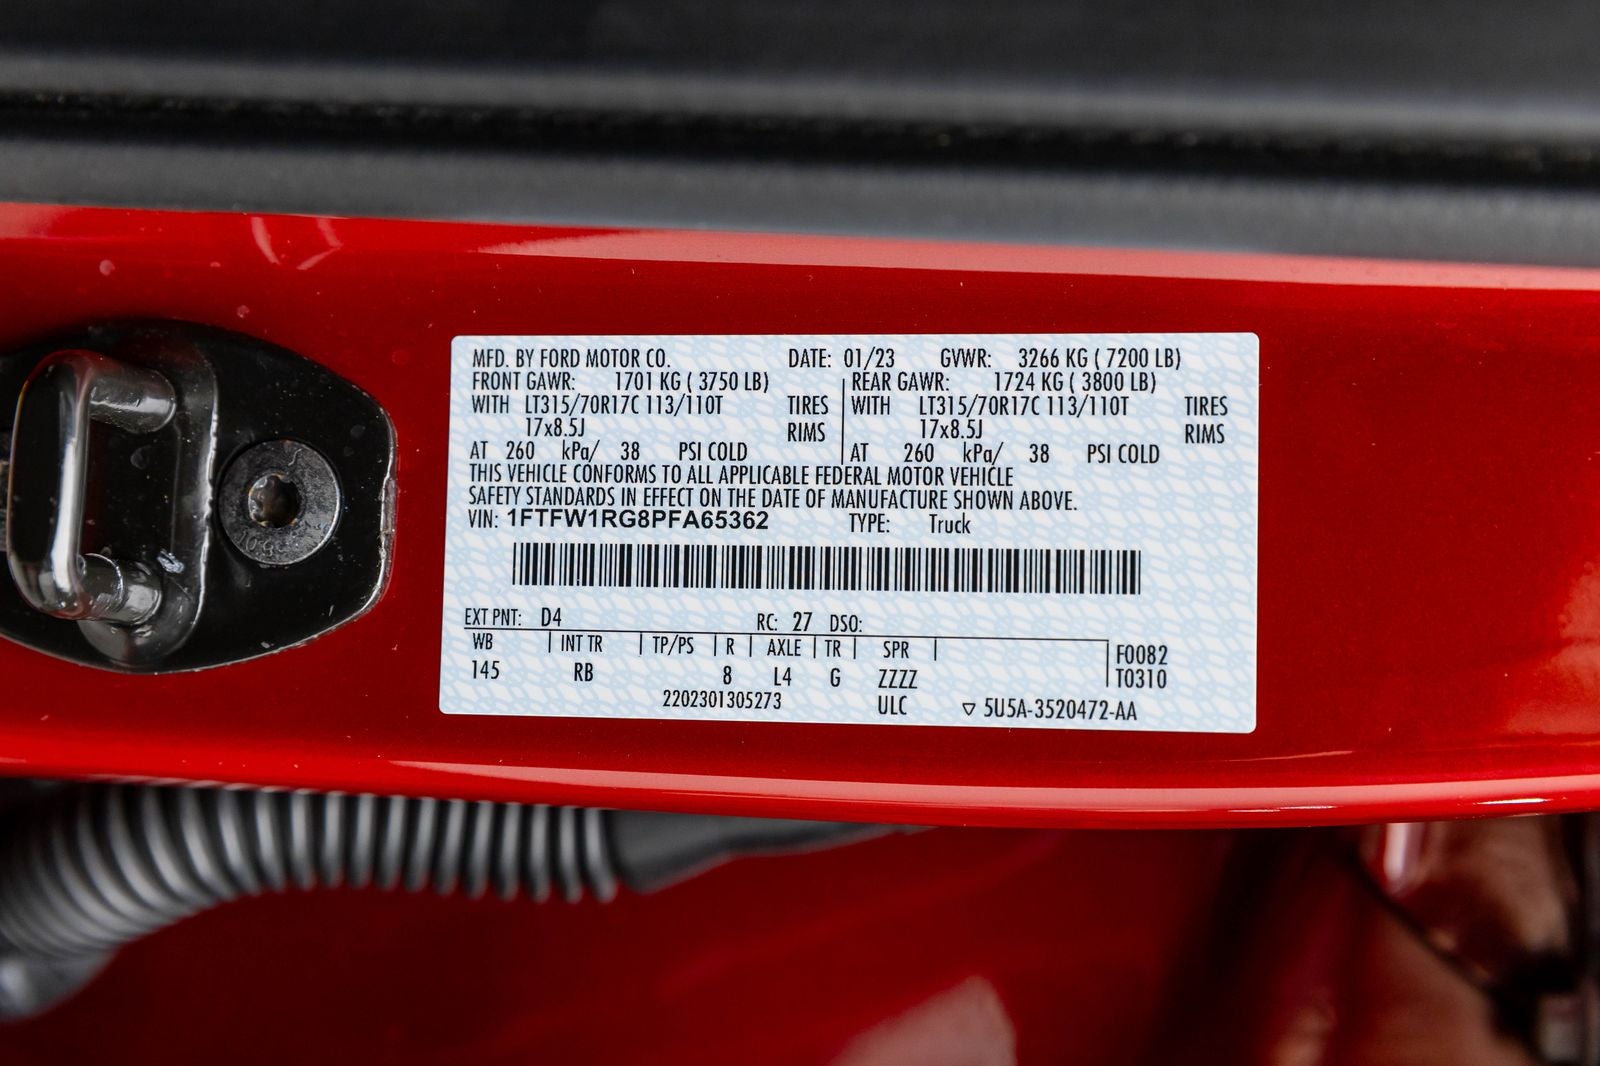 MFD. BY FORD MOTOR CO. DATE: 01/23 GVWR: 3266 KG ( 7200 LB)
FRONT GAWR: 1701 KG ( 3750 LB) REAR GAWR: 1724 KG ( 3800 LB)
WITH LT315/70R17C 113/110T TIRES WITH LT315/70R17C 113/110T TIRES
17x8.5J RIMS 17x8.5J RIMS
AT 260 kPa/ 38 PSI COLD AT 260 kPa/ 38 PSI COLD
THIS VEHICLE CONFORMS TO ALL APPLICABLE FEDERAL MOTOR VEHICLE
SAFETY STANDARDS IN EFFECT ON THE DATE OF MANUFACTURE SHOWN ABOVE.
VIN: 1FTFW1RG8PFA65362 TYPE: Truck
EXT PNT: D4 RC: 27 DSO:
WB INT TR TP/PS R AXLE TR SPR F0082
145 RB 8 L4 G ZZZZ T0310
2202301305273 ULC ▽ 5U5A-3520472-AA